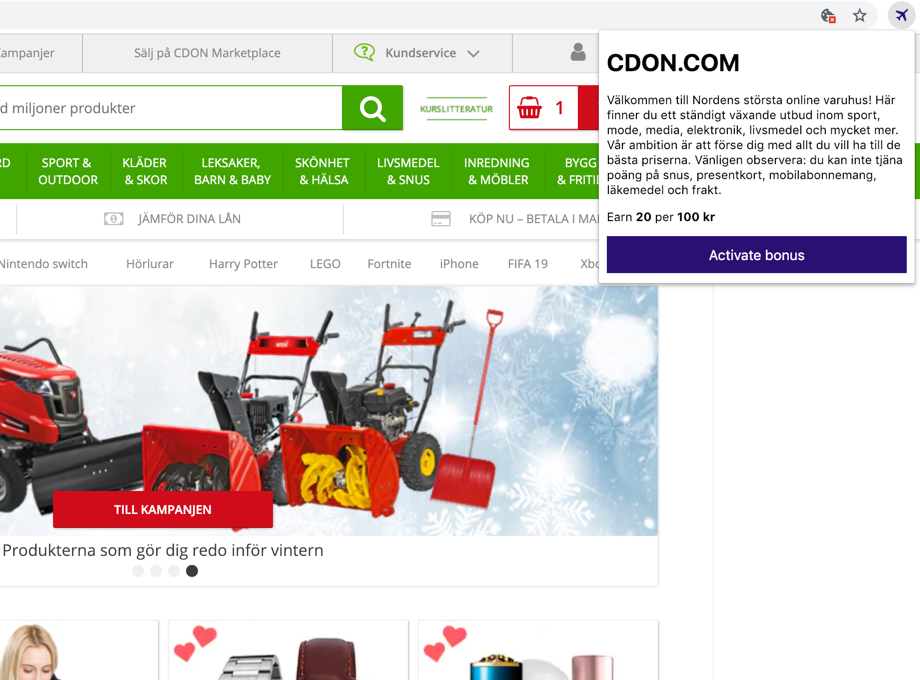 Kampanjer
Sälj på CDON Marketplace
Kundservice
CDON.COM
Välkommen till Nordens största online varuhus! Här
finner du ett ständigt växande utbud inom sport,
mode, media, elektronik, livsmedel och mycket mer.
Vår ambition är att förse dig med allt du vill ha till de
bästa priserna. Vänligen observera: du kan inte tjäna
poäng på snus, presentkort, mobilabonnemang,
läkemedel och frakt.
Earn 20 per 100 kr
Activate bonus
d miljoner produkter
KURSLITTERATUR
1
SPORT &
OUTDOOR
KLÄDER
& SKOR
LEKSAKER,
BARN & BABY
SKÖNHET
& HÄLSA
LIVSMEDEL
& SNUS
INREDNING
& MÖBLER
BYGG
& FRITI
JÄMFÖR DINA LÅN
KÖP NU – BETALA I MA
Nintendo switch
Hörlurar
Harry Potter
LEGO
Fortnite
iPhone
FIFA 19
Xbo
TILL KAMPANJEN
Produkterna som gör dig redo inför vintern